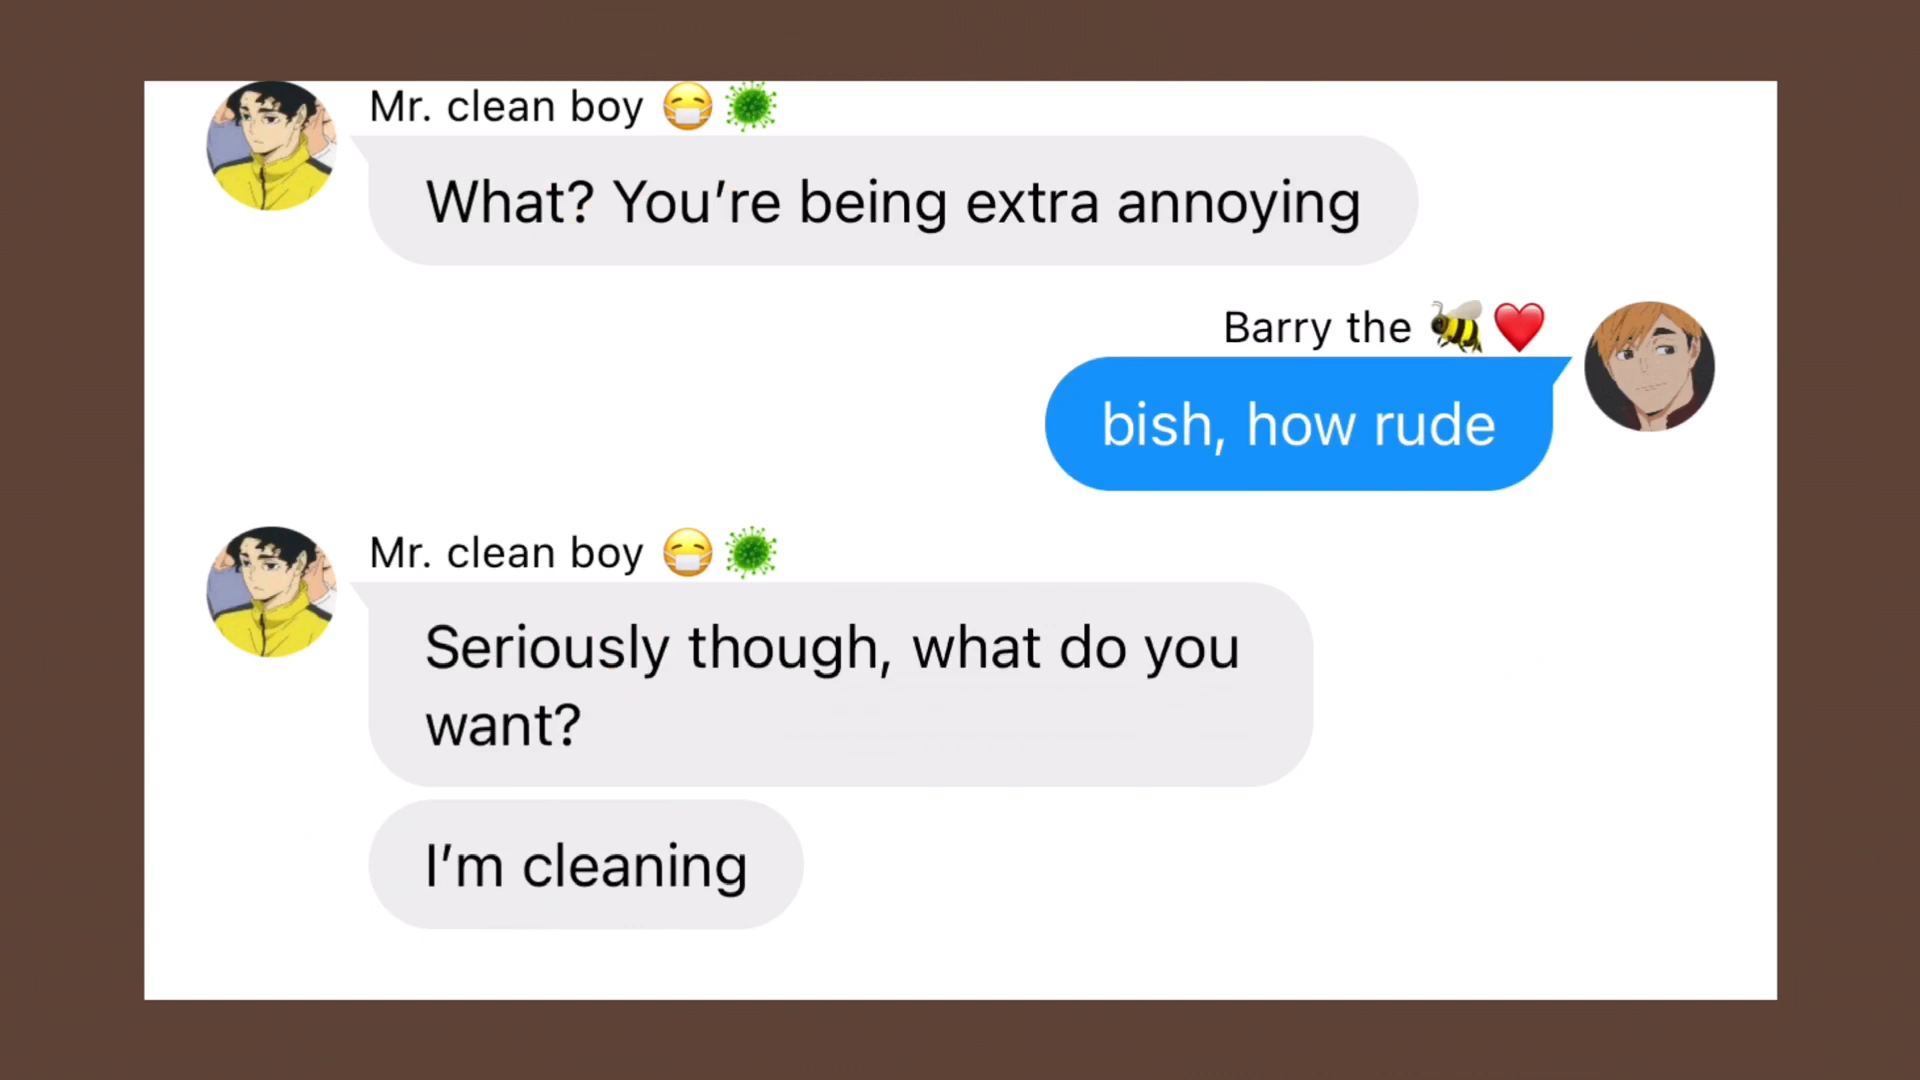 Mr. clean boy 😷🦠
What? You’re being extra annoying
Barry the 🐝❤️
bish, how rude
Mr. clean boy 😷🦠
Seriously though, what do you
want?
I’m cleaning